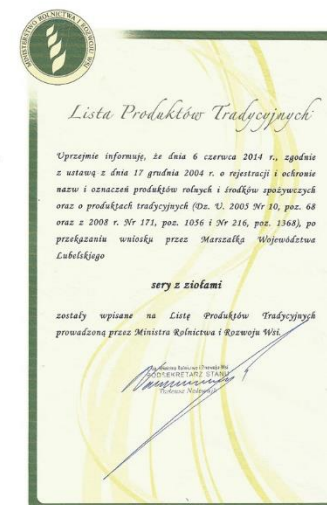 MINISTERSTWO ROLNICTWA I ROZWOJU WSI
Lista Produktów Tradycyjnych
Uprzejmie informuję, że dnia 6 czerwca 2014 r., zgodnie
z ustawą z dnia 17 grudnia 2004 r. o rejestracji i ochronie
nazw i oznaczeń produktów rolnych i środków spożywczych
oraz o produktach tradycyjnych (Dz. U. 2005 Nr 10, poz. 68
oraz z 2008 r. Nr 171, poz. 1056 i Nr 216, poz. 1368), po
przekazaniu wniosku przez Marszałka Województwa
Lubelskiego
sery z ziołami
zostały wpisane na Listę Produktów Tradycyjnych
prowadzoną przez Ministra Rolnictwa i Rozwoju Wsi.
PODSEKRETARZ STANU
Tadeusz Nalewajk